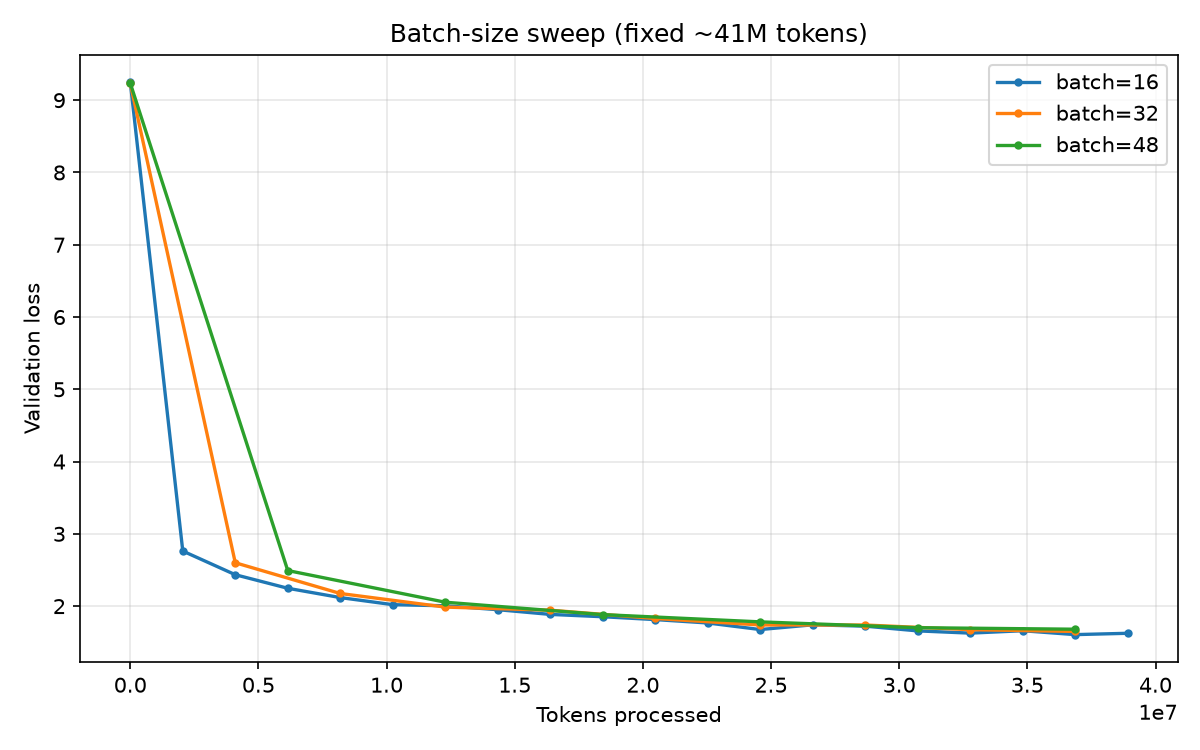 Batch-size sweep (fixed ~41M tokens)
batch=16
batch=32
batch=48
Validation loss
9
8
7
6
5
4
3
2
0.0 0.5 1.0 1.5 2.0 2.5 3.0 3.5 4.0
1e7
Tokens processed